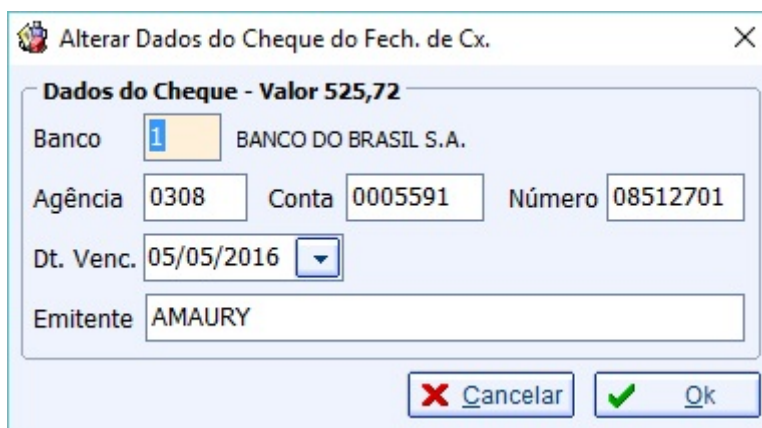 Alterar Dados do Cheque do Fech. de Cx.
Dados do Cheque - Valor 525,72
Banco 1 BANCO DO BRASIL S.A.
Agência 0308 Conta 0005591 Número 08512701
Dt. Venc. 05/05/2016
Emitente AMAURY
Cancelar Ok